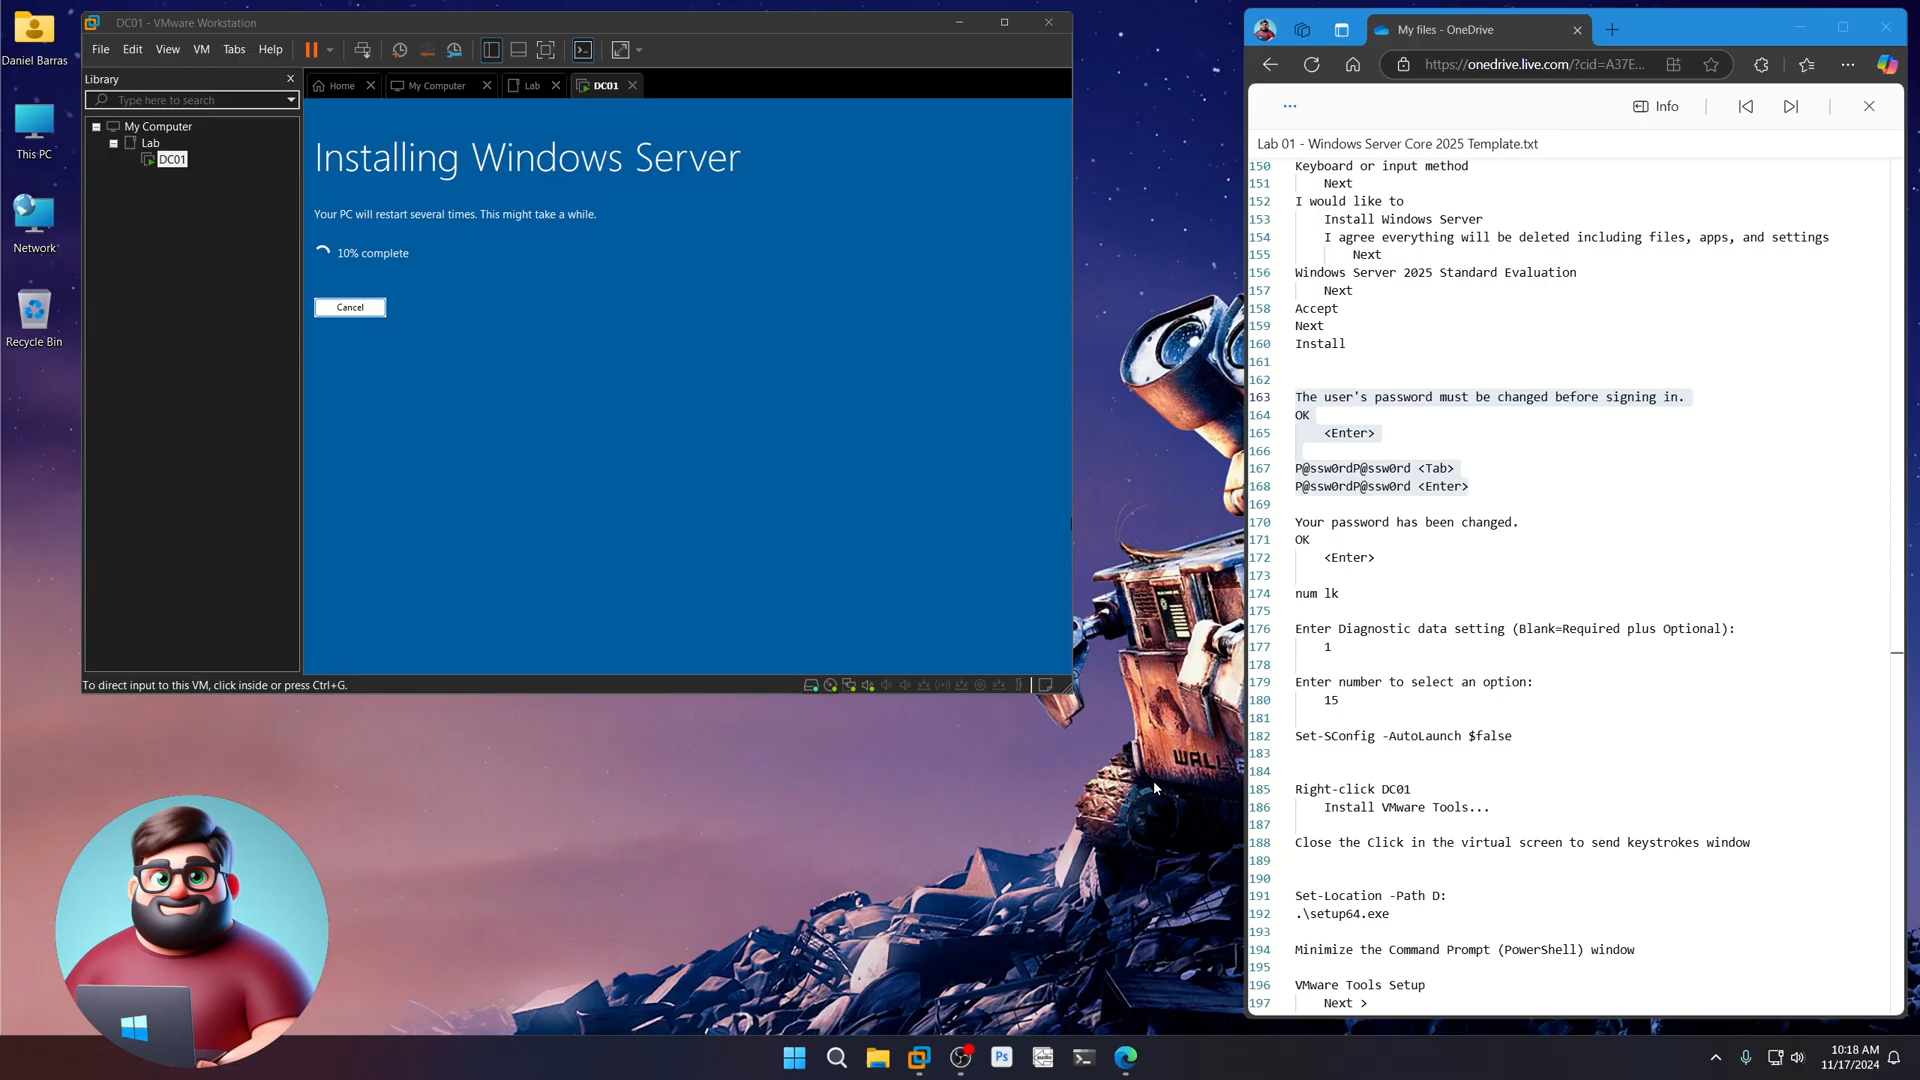 Daniel Barras
This PC
Network
Recycle Bin
DC01 - VMware Workstation
File Edit View VM Tabs Help
Library
Type here to search
My Computer
Lab
DC01
Home
My Computer
Lab
DC01
Installing Windows Server
Your PC will restart several times. This might take a while.
10% complete
Cancel
To direct input to this VM, click inside or press Ctrl+G.
WALL
My files - OneDrive
https://onedrive.live.com/?cid=A37E...
Info
Lab 01 - Windows Server Core 2025 Template.txt
150 Keyboard or input method
151 Next
152 I would like to
153 Install Windows Server
154 I agree everything will be deleted including files, apps, and settings
155 Next
156 Windows Server 2025 Standard Evaluation
157 Next
158 Accept
159 Next
160 Install
161
162
163 The user's password must be changed before signing in.
164 OK
165 <Enter>
166
167 P@ssw0rdP@ssw0rd <Tab>
168 P@ssw0rdP@ssw0rd <Enter>
169
170 Your password has been changed.
171 OK
172 <Enter>
173
174 num lk
175
176 Enter Diagnostic data setting (Blank=Required plus Optional):
177 1
178
179 Enter number to select an option:
180 15
181
182 Set-SConfig -AutoLaunch $false
183
184
185 Right-click DC01
186 Install VMware Tools...
187
188 Close the Click in the virtual screen to send keystrokes window
189
190
191 Set-Location -Path D:
192 .\setup64.exe
193
194 Minimize the Command Prompt (PowerShell) window
195
196 VMware Tools Setup
197 Next >
Ps
10:18 AM
11/17/2024